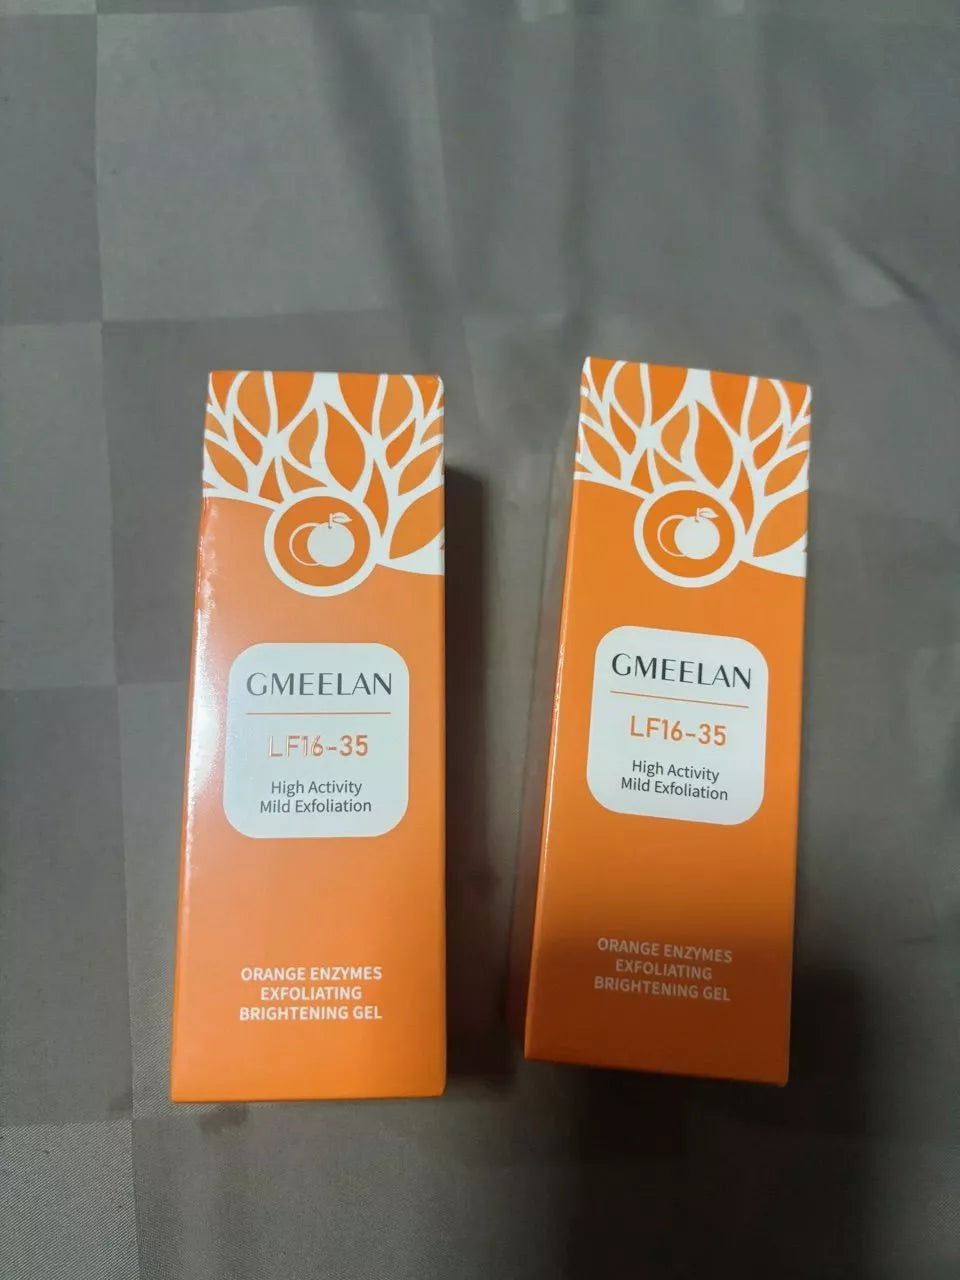 GMEELAN
LF16-35
High Activity
Mild Exfoliation
ORANGE ENZYMES
EXFOLIATING
BRIGHTENING GEL
GMEELAN
LF16-35
High Activity
Mild Exfoliation
ORANGE ENZYMES
EXFOLIATING
BRIGHTENING GEL